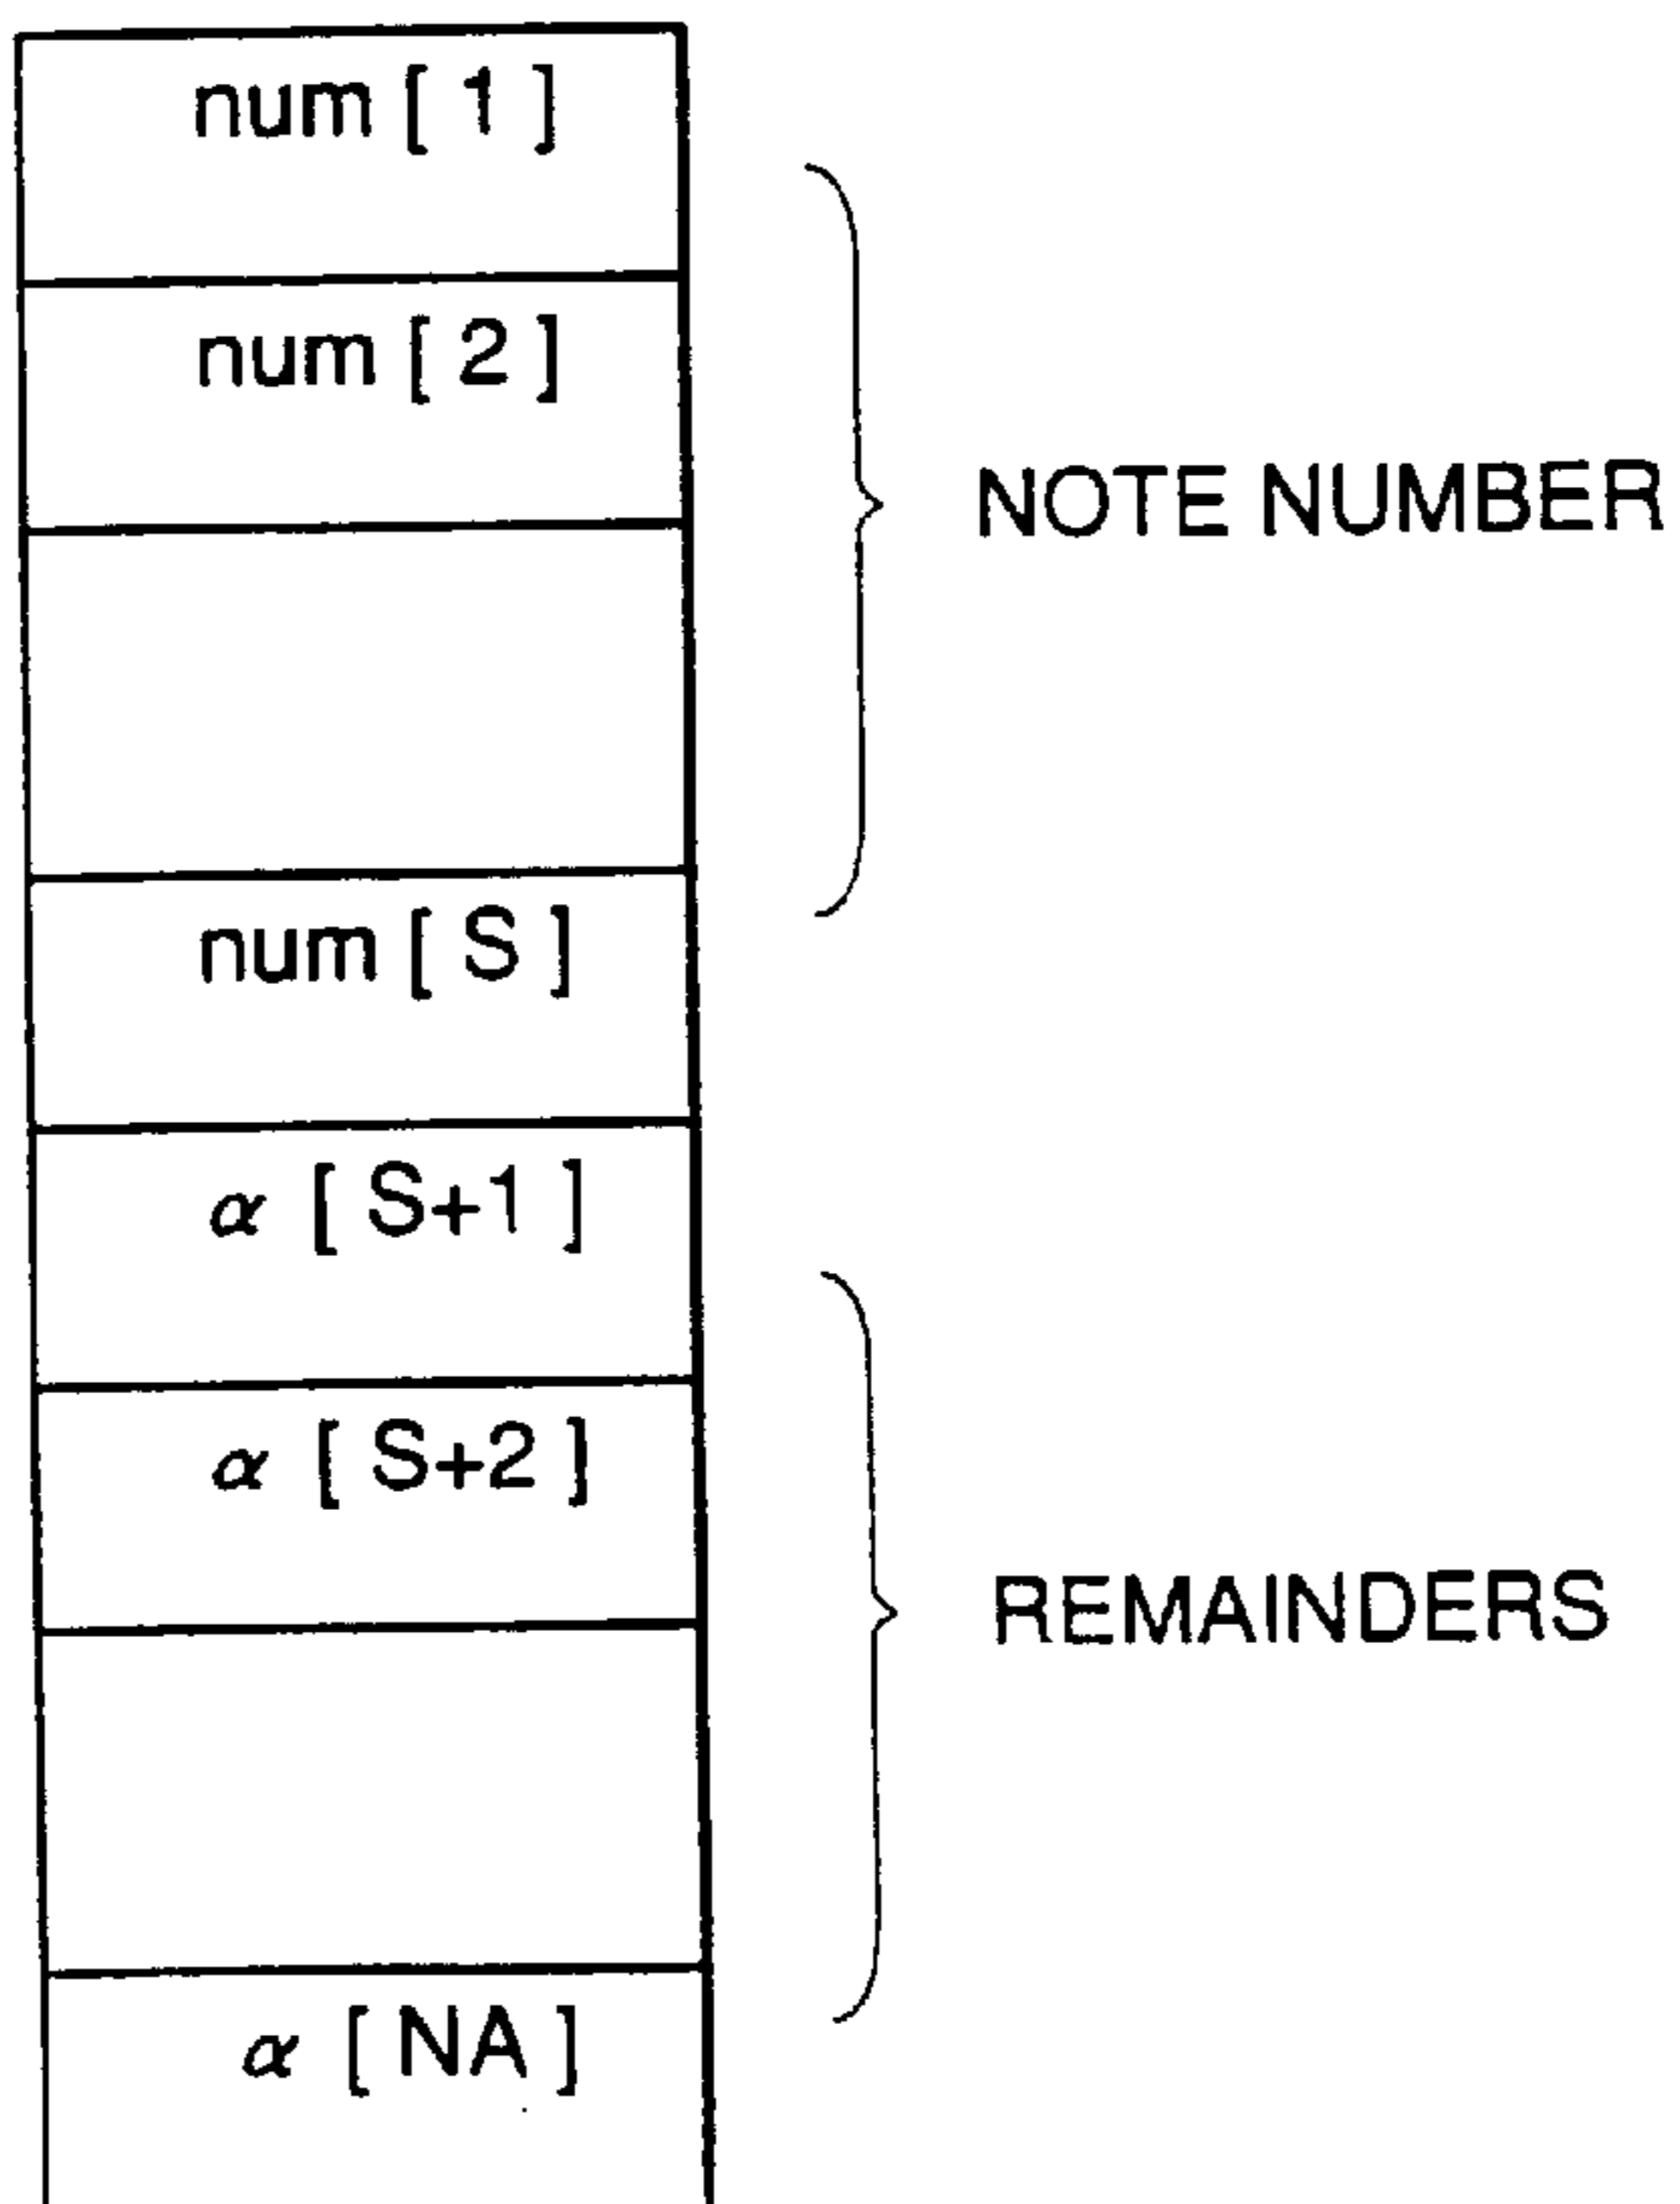 num [ 1 ]
num [ 2 ]
NOTE NUMBER
num [ S ]
α [ S+1 ]
α [ S+2 ]
REMAINDERS
α [ NA ]